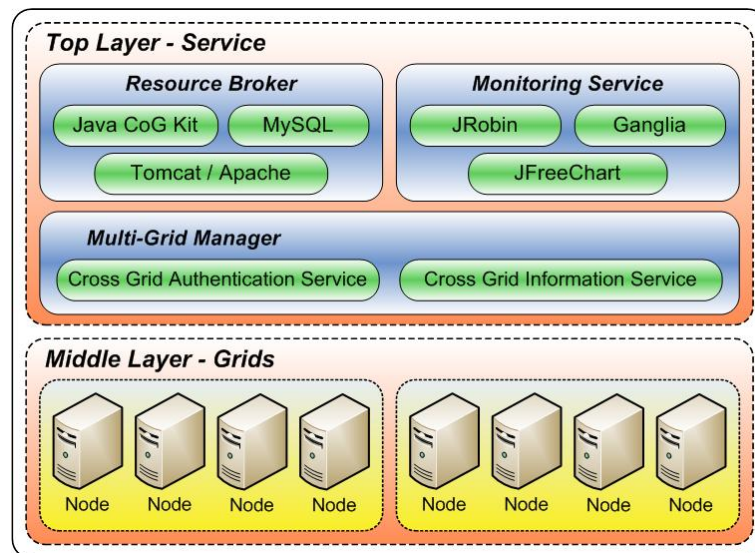 Top Layer - Service
Resource Broker
Java CoG Kit
MySQL
Tomcat / Apache
Monitoring Service
JRobin
Ganglia
JFreeChart
Multi-Grid Manager
Cross Grid Authentication Service
Cross Grid Information Service
Middle Layer - Grids
Node
Node
Node
Node
Node
Node
Node
Node